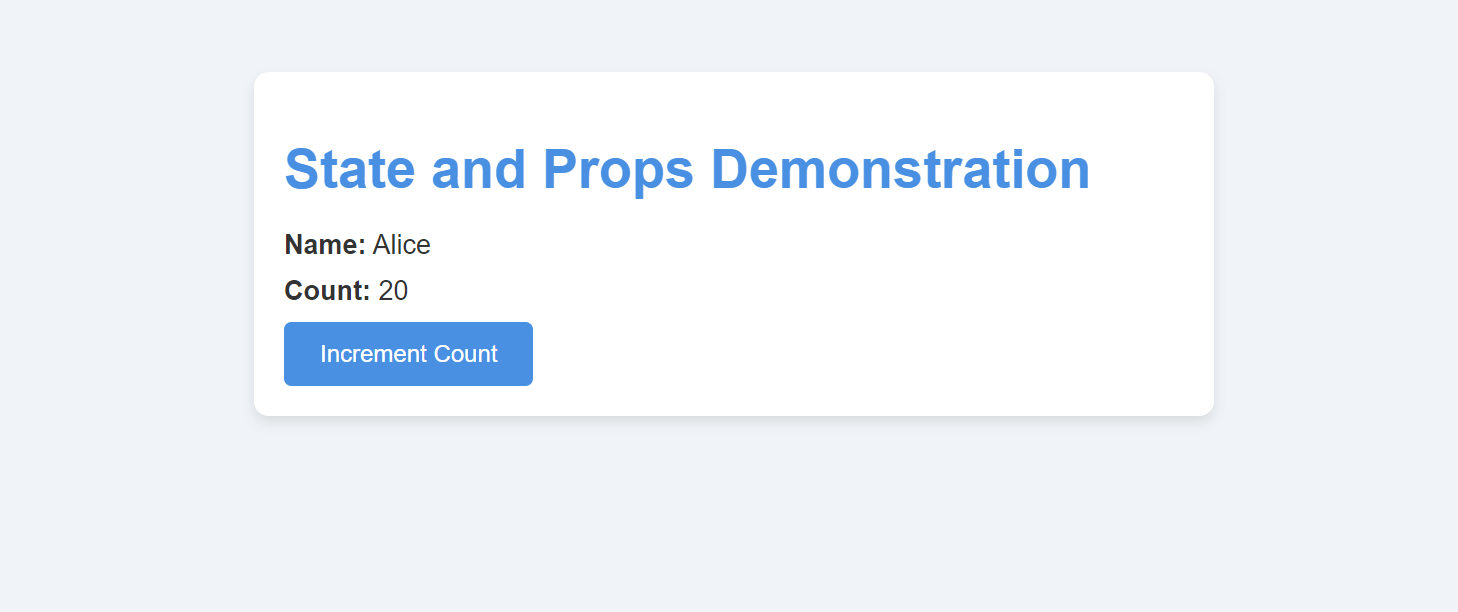 State and Props Demonstration
Name: Alice
Count: 20
Increment Count